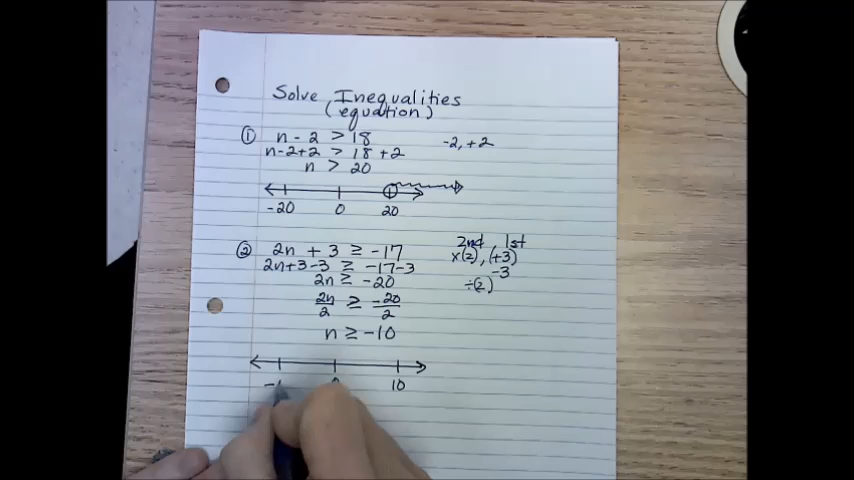 Solve Inequalities
(equation)
① n - 2 > 18 -2, +2
n-2+2 > 18 +2
n > 20
-20 0 20
② 2n + 3 ≥ -17 2nd 1st
2n+3-3 ≥ -17-3 x(2), (+3)
-3
2n ≥ -20 ÷(2)
2n/2 ≥ -20/2
n ≥ -10
10